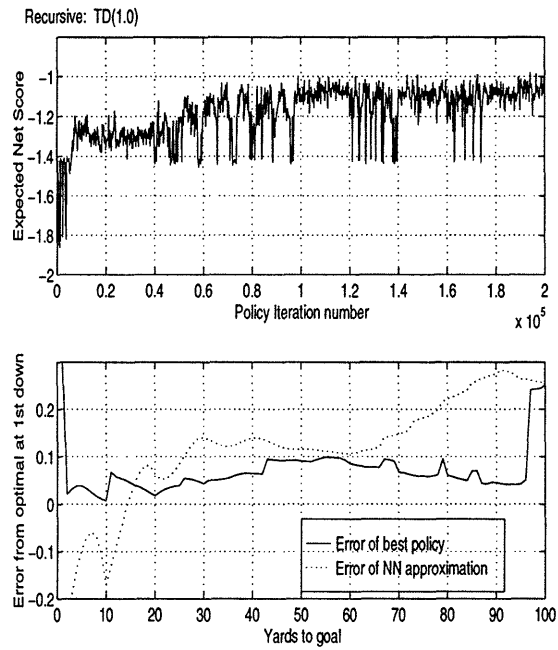 Recursive: TD(1.0)
Expected Net Score
−1
−1.2
−1.4
−1.6
−1.8
−2
0 0.2 0.4 0.6 0.8 1 1.2 1.4 1.6 1.8 2
Policy Iteration number
x 10^5
Error from optimal at 1st down
0.2
0.1
0
−0.1
−0.2
Error of best policy
Error of NN approximation
0 10 20 30 40 50 60 70 80 90 100
Yards to goal